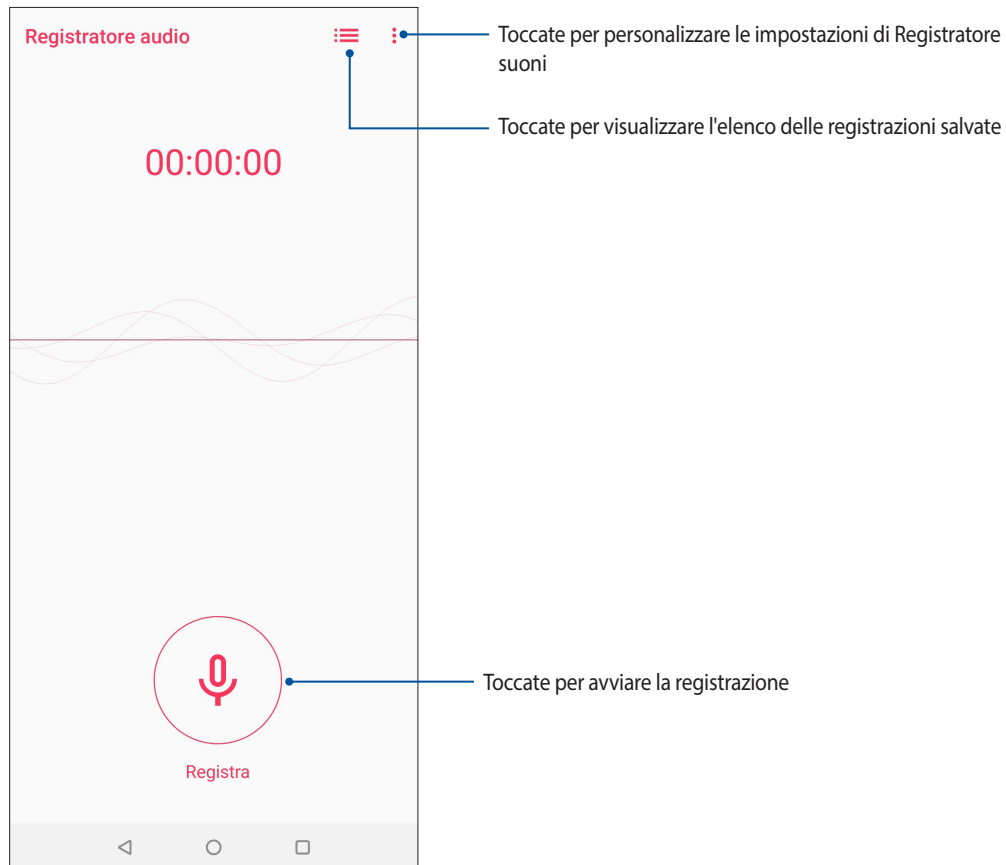 Registratore audio
Toccate per personalizzare le impostazioni di Registratore
suoni
Toccate per visualizzare l'elenco delle registrazioni salvate
00:00:00
Toccate per avviare la registrazione
Registra